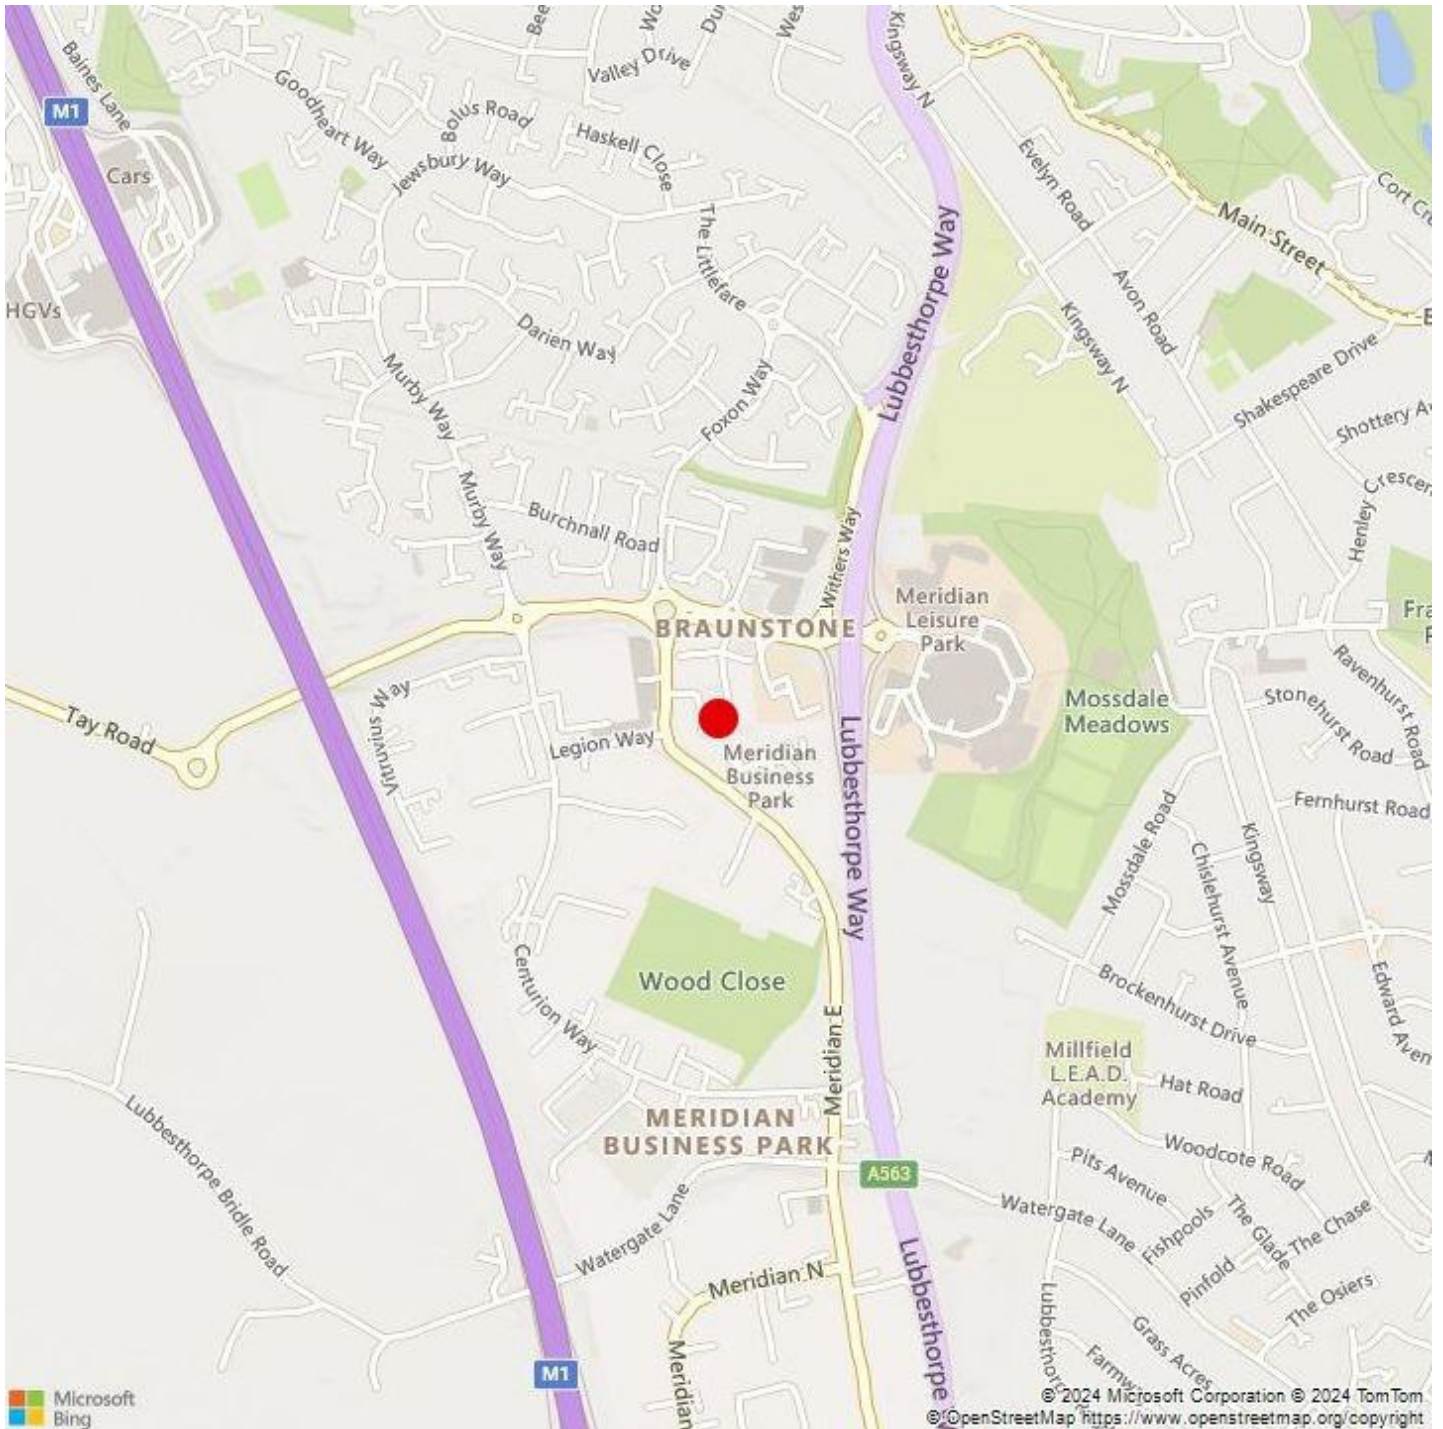 M1
Baines Lane
Cars
HGVs
Goodheart Way
Bolus Road
Valley Drive
Haskell Close
Jewsbury Way
The Littlefare
Darien Way
Foxon Way
Murby Way
Murby Way
Burchnall Road
Kingsway N
Lubbesthorpe Way
Evelyn Road
Main Street
Avon Road
Kingsway N
Shakespeare Drive
Henley Crescen
Withers Way
BRAUNSTONE
Meridian
Leisure
Park
Mossdale
Meadows
Ravenhurst Road
Stonehurst Road
Fernhurst Road
Tay Road
Vitruvius Way
Legion Way
Meridian
Business
Park
Lubbesthorpe Way
Mossdale Road
Chislehurst Avenue
Kingsway
Wood Close
Centurion Way
Meridian E
Brockenhurst Drive
Edward Aven
Millfield
L.E.A.D.
Academy
Hat Road
MERIDIAN
BUSINESS PARK
A563
Woodcote Road
Pits Avenue
Lubbesthorpe Bridle Road
Watergate Lane
Watergate Lane
Fishpools
The Glade
The Chase
Pinfold
The Osiers
Meridian N
Meridian
Lubbesthorpe
Grass Acres
M1
Microsoft
Bing
© 2024 Microsoft Corporation © 2024 TomTom
© OpenStreetMap https://www.openstreetmap.org/copyright